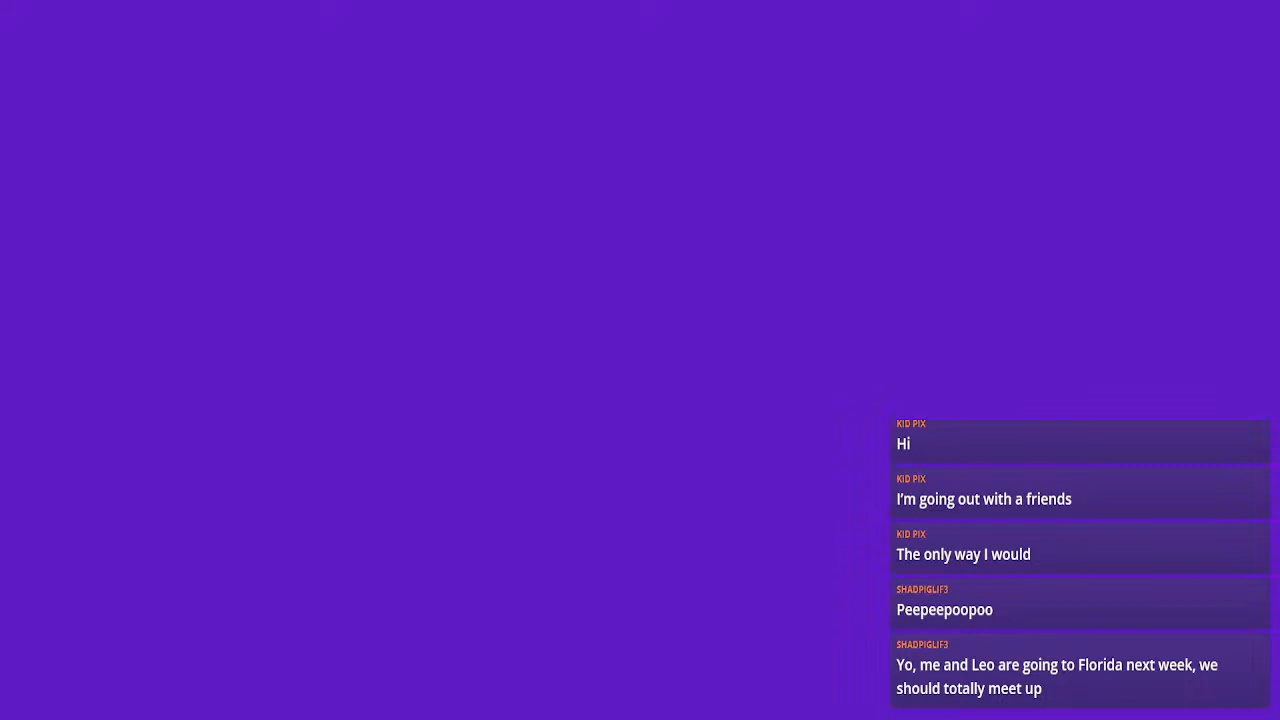 KID PIX
Hi
KID PIX
I'm going out with a friends
KID PIX
The only way I would
SHADPIGLIF3
Peepeepoopoo
SHADPIGLIF3
Yo, me and Leo are going to Florida next week, we
should totally meet up